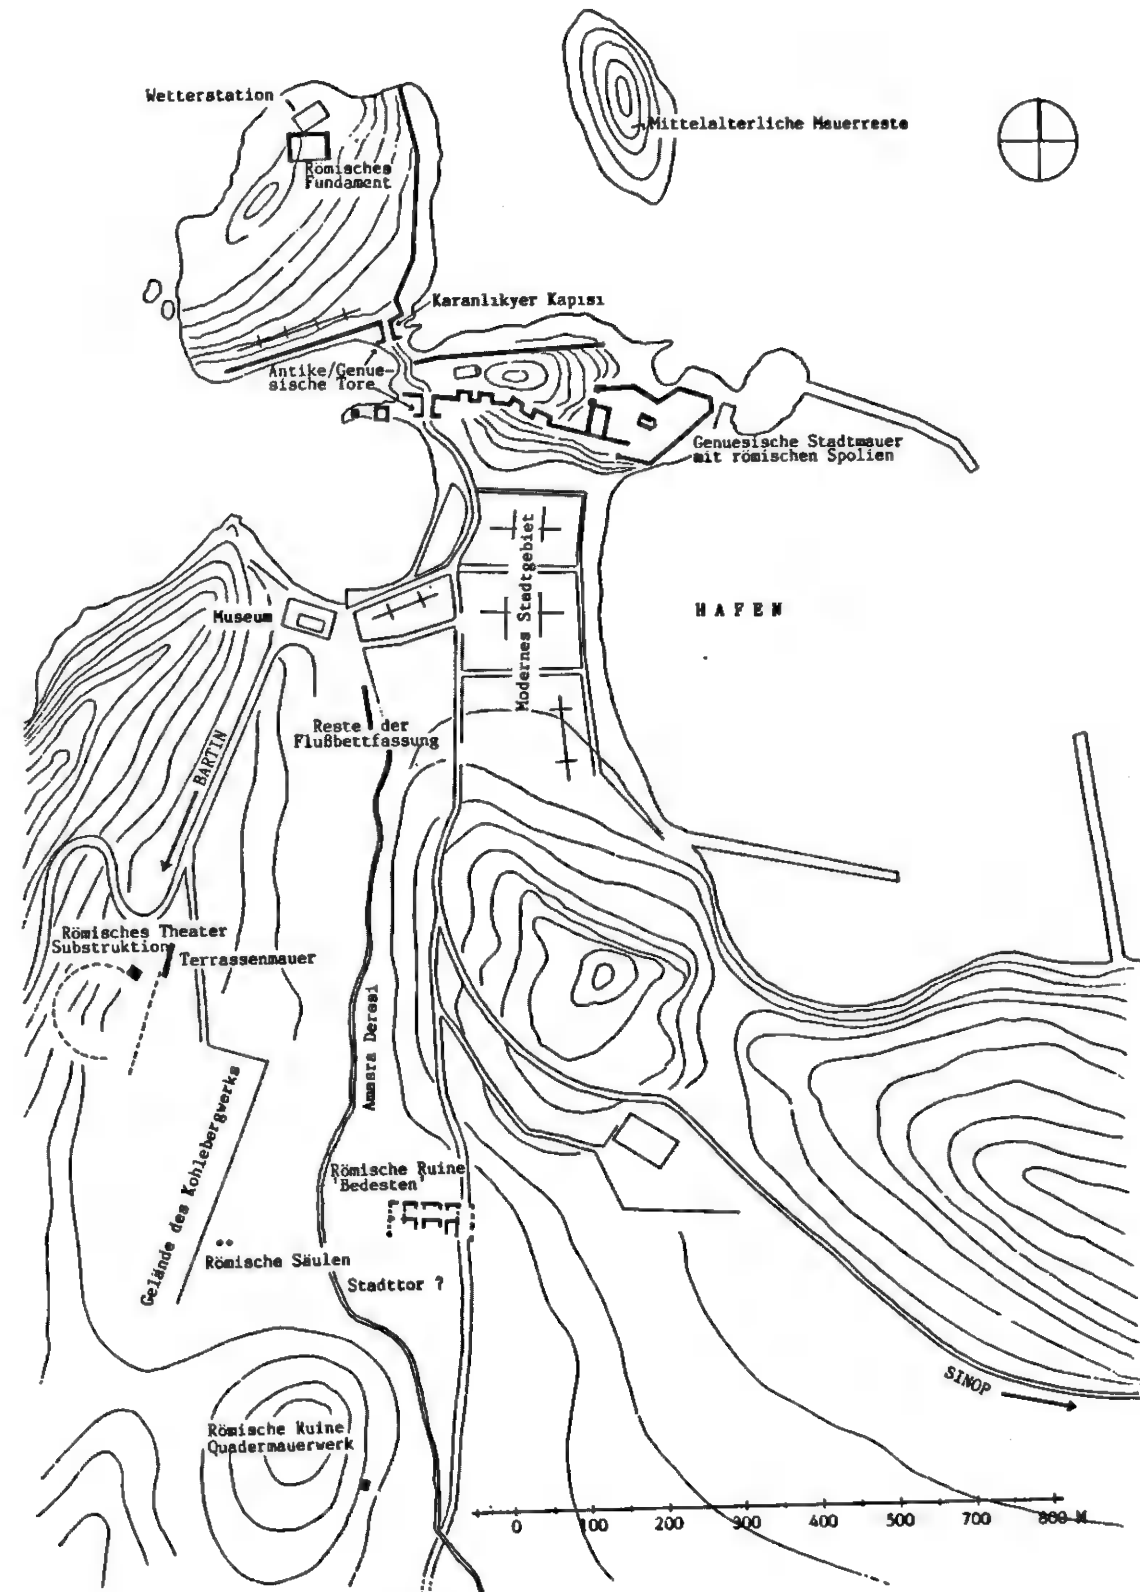 Wetterstation
Mittelalterliche Mauerreste
Römisches
Fundament
Karanlıkyer Kapısı
Antike/Genue-
sische Tore
Genuesische Stadtmauer
mit römischen Spolien
Modernes Stadtgebiet
HAFEN
Museum
Reste der
Flußbettfassung
BARTIN
Römisches Theater
Substruktion
Terrassenmauer
Amasra Deresi
Gelände des Kohlebergwerks
Römische Ruine
'Bedesten'
Römische Säulen
Stadttor ?
SINOP
Römische Ruine
Quadermauerwerk
0 100 200 300 400 500 600 700 800 M